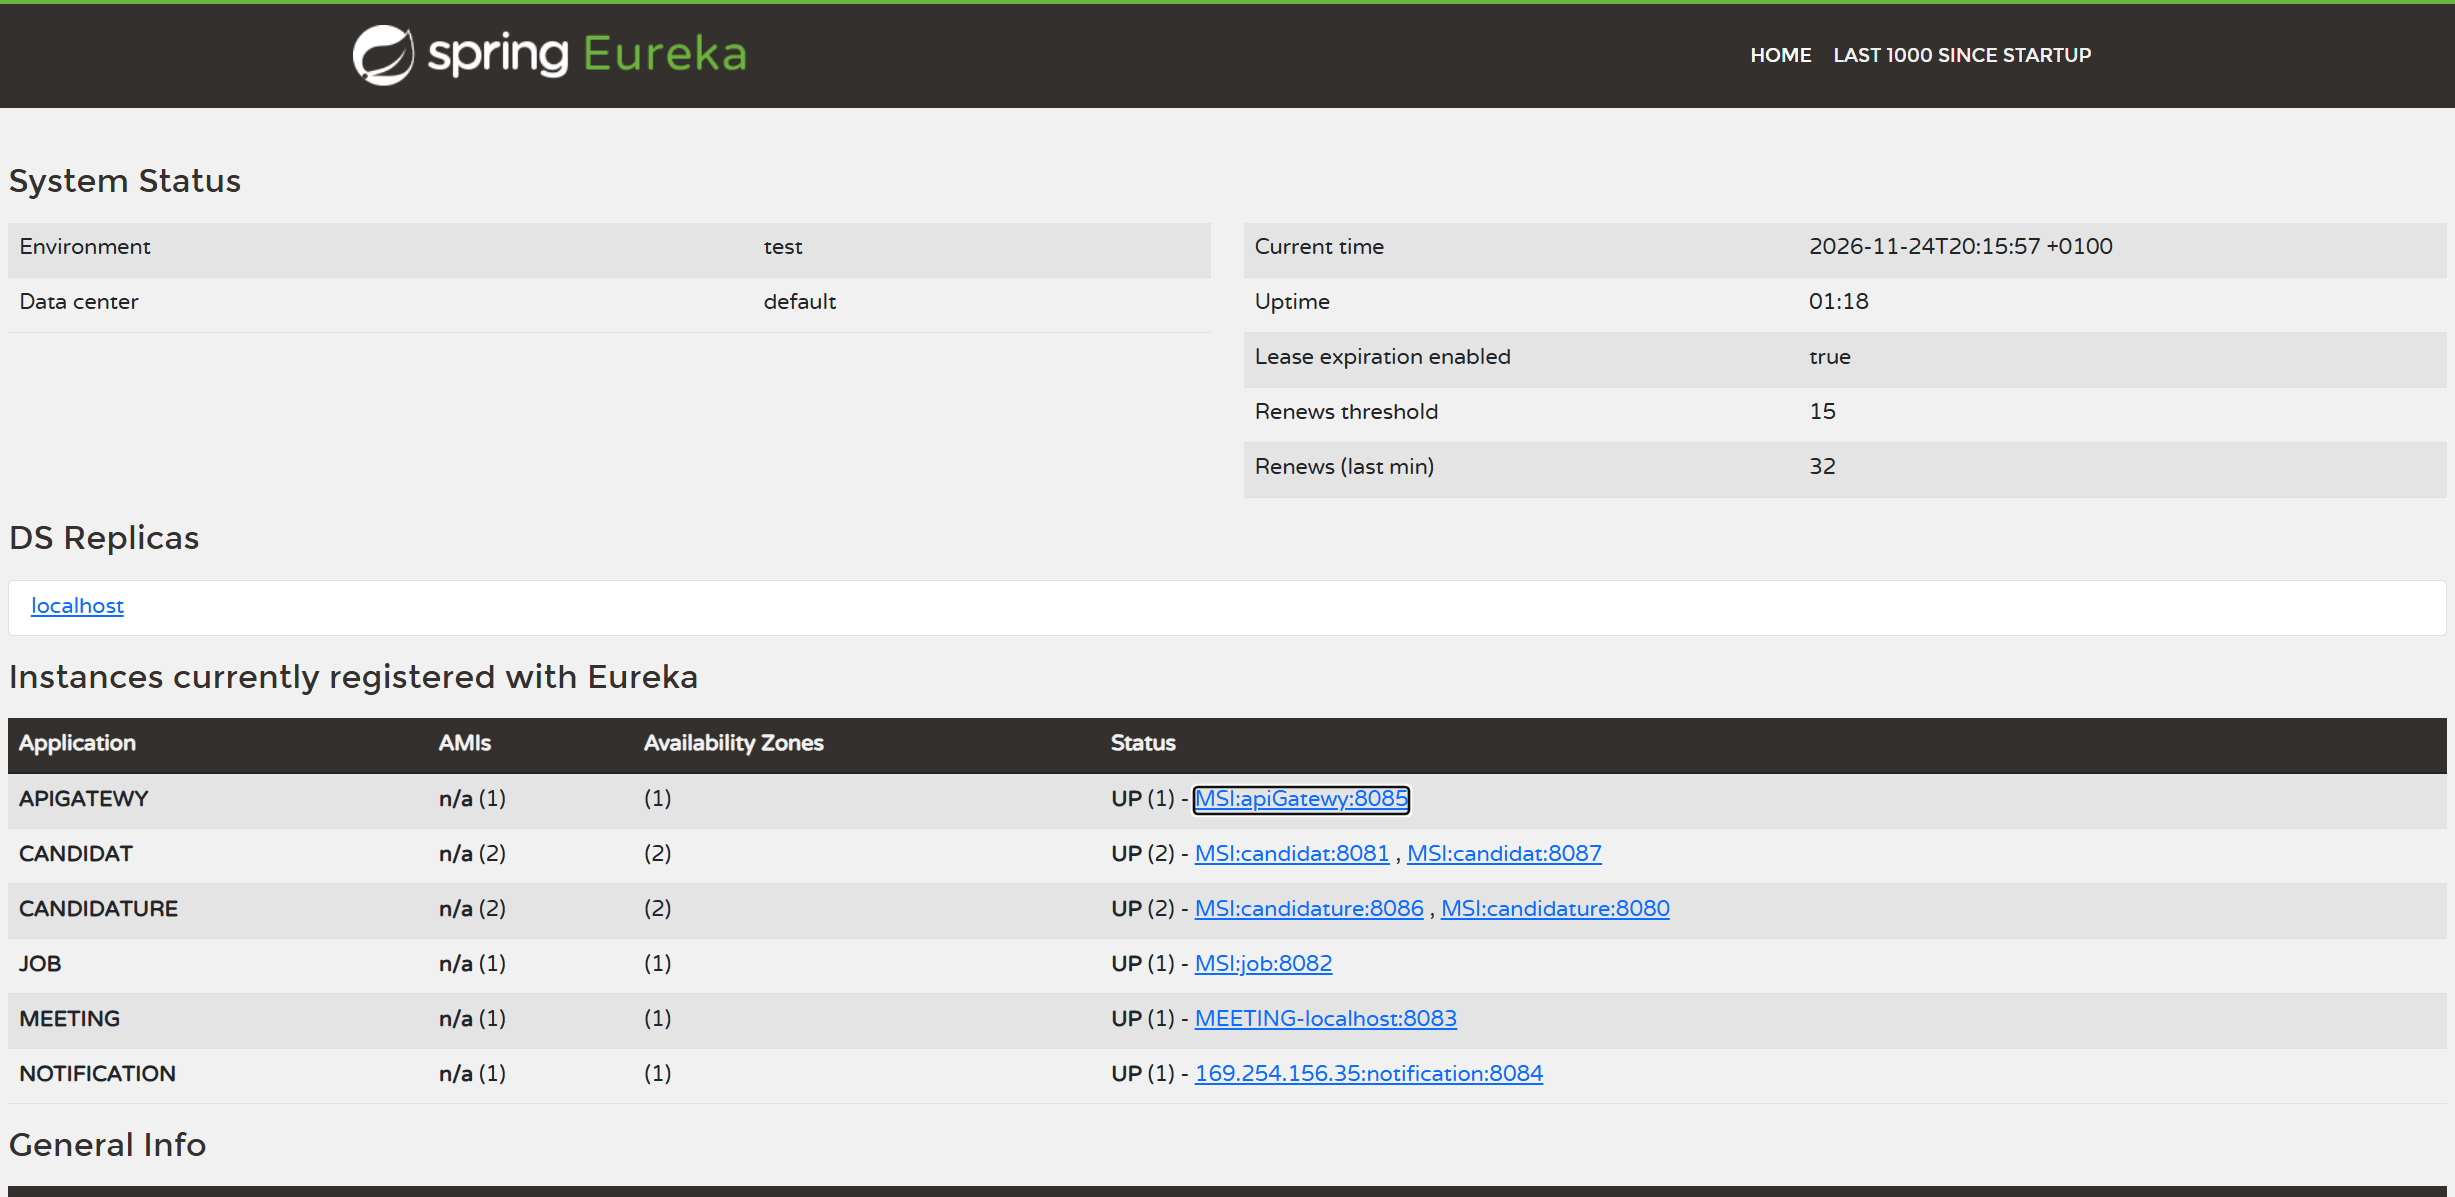 spring Eureka
HOME LAST 1000 SINCE STARTUP
System Status
Environment test
Data center default
Current time 2026-11-24T20:15:57 +0100
Uptime 01:18
Lease expiration enabled true
Renews threshold 15
Renews (last min) 32
DS Replicas
localhost
Instances currently registered with Eureka
Application AMIs Availability Zones Status
APIGATEWY n/a (1) (1) UP (1) - MSI:apiGatewy:8085
CANDIDAT n/a (2) (2) UP (2) - MSI:candidat:8081 , MSI:candidat:8087
CANDIDATURE n/a (2) (2) UP (2) - MSI:candidature:8086 , MSI:candidature:8080
JOB n/a (1) (1) UP (1) - MSI:job:8082
MEETING n/a (1) (1) UP (1) - MEETING-localhost:8083
NOTIFICATION n/a (1) (1) UP (1) - 169.254.156.35:notification:8084
General Info